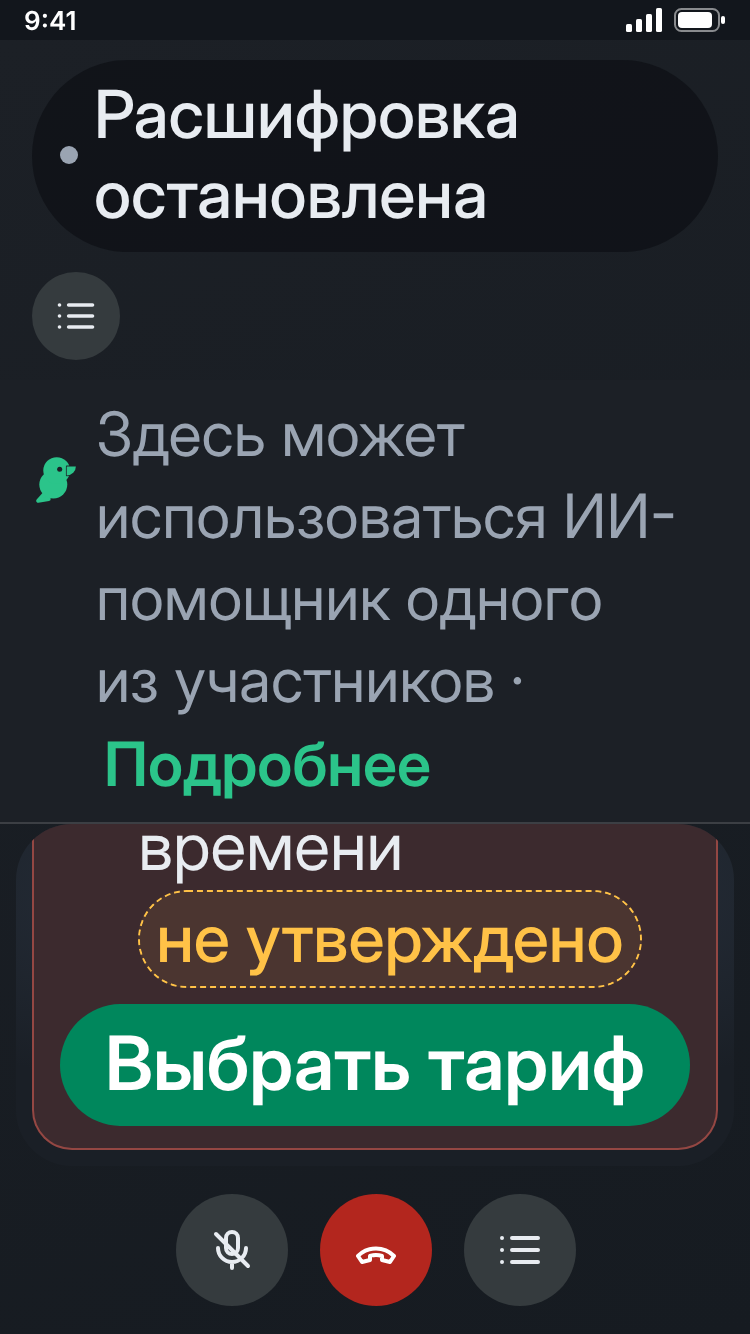 9:41
Расшифровка
остановлена
Здесь может
использоваться ИИ-
помощник одного
из участников ·
Подробнее
времени
не утверждено
Выбрать тариф